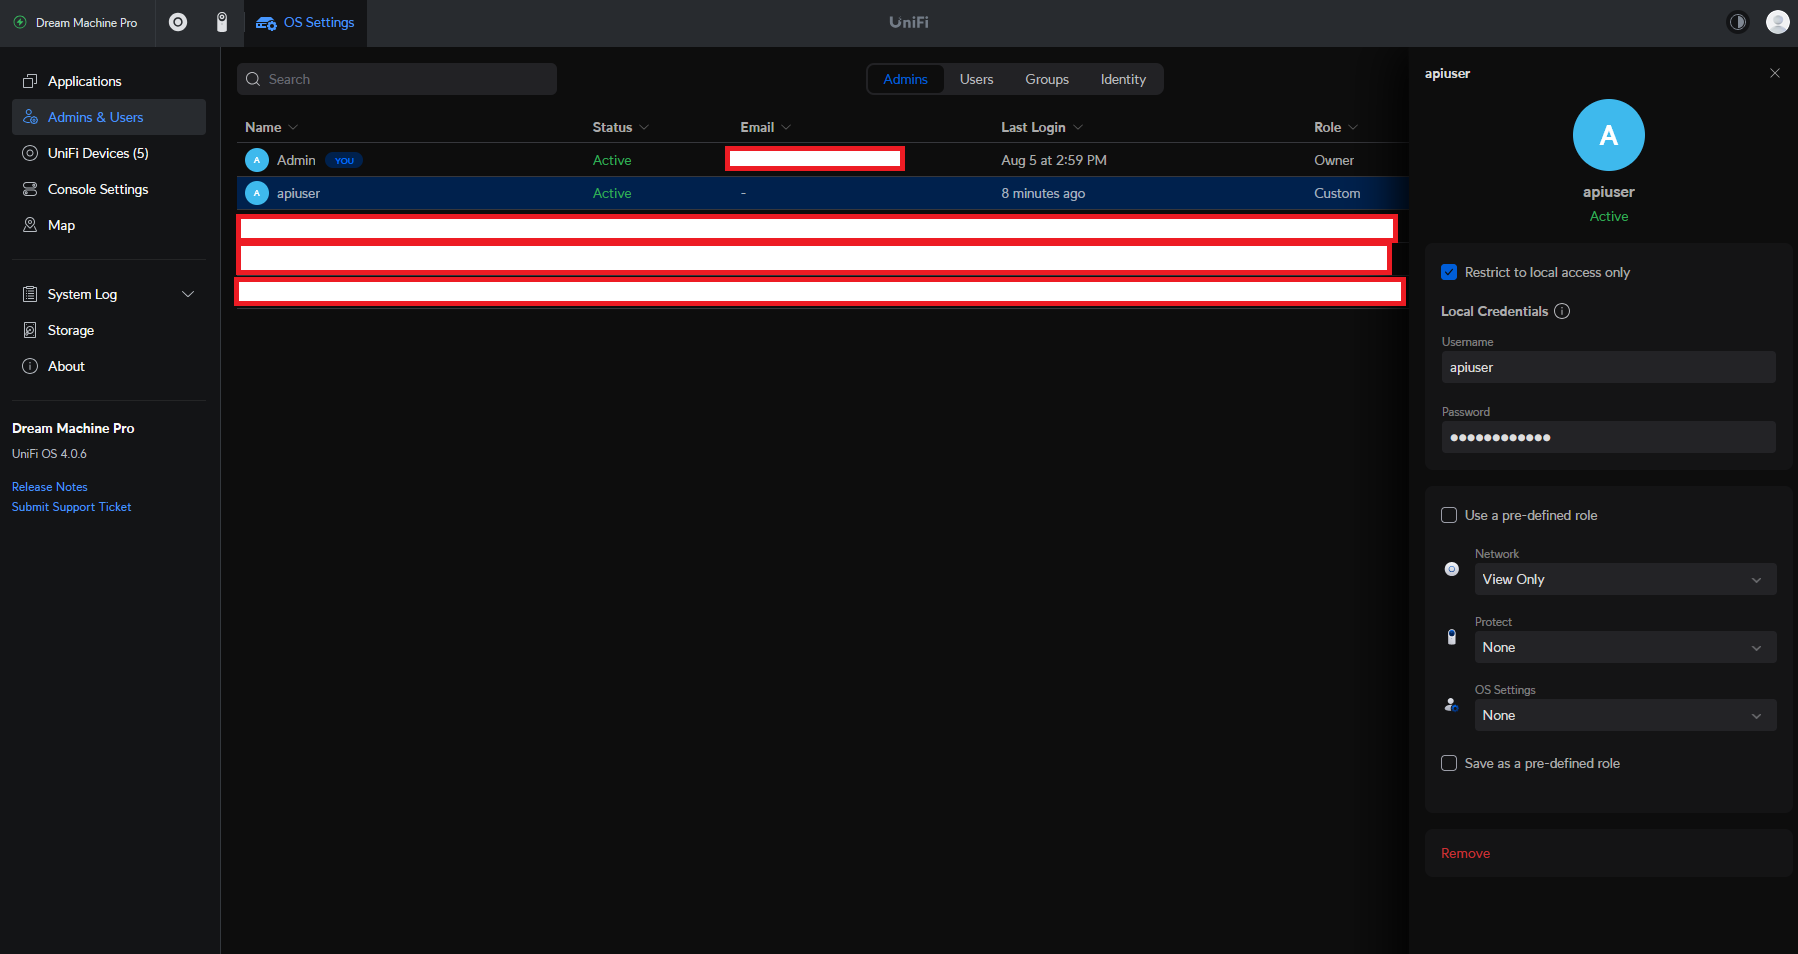 Dream Machine Pro
OS Settings
UniFi
Applications
Admins & Users
UniFi Devices (5)
Console Settings
Map
System Log
Storage
About
Dream Machine Pro
UniFi OS 4.0.6
Release Notes
Submit Support Ticket
Search
Admins Users Groups Identity
Name Status Email Last Login Role
A Admin YOU Active Aug 5 at 2:59 PM Owner
A apiuser Active - 8 minutes ago Custom
apiuser
A
apiuser
Active
Restrict to local access only
Local Credentials
Username
apiuser
Password
●●●●●●●●●●●●
Use a pre-defined role
Network
View Only
Protect
None
OS Settings
None
Save as a pre-defined role
Remove